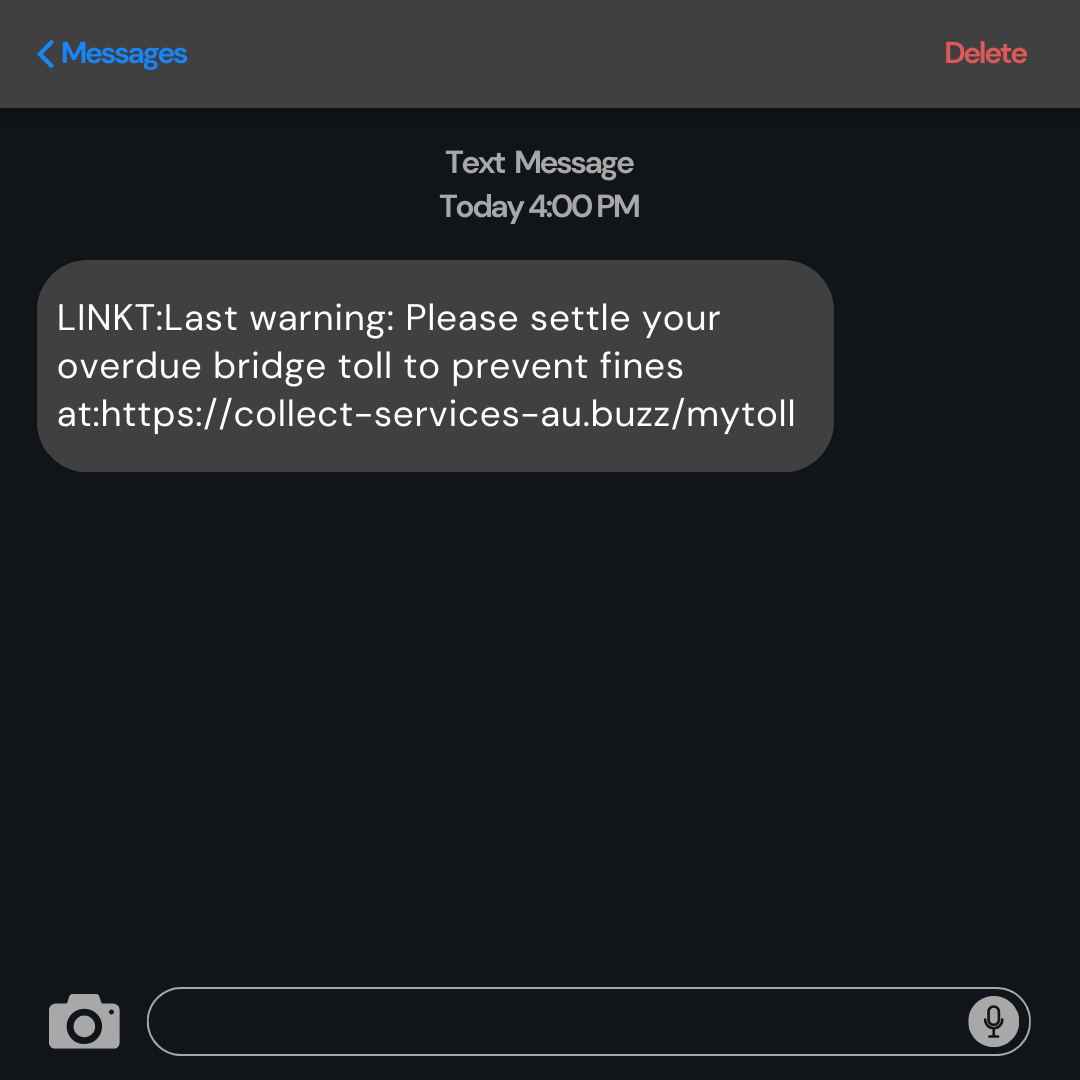 Messages
Delete
Text Message
Today 4:00 PM
LINKT:Last warning: Please settle your
overdue bridge toll to prevent fines
at:https://collect-services-au.buzz/mytoll